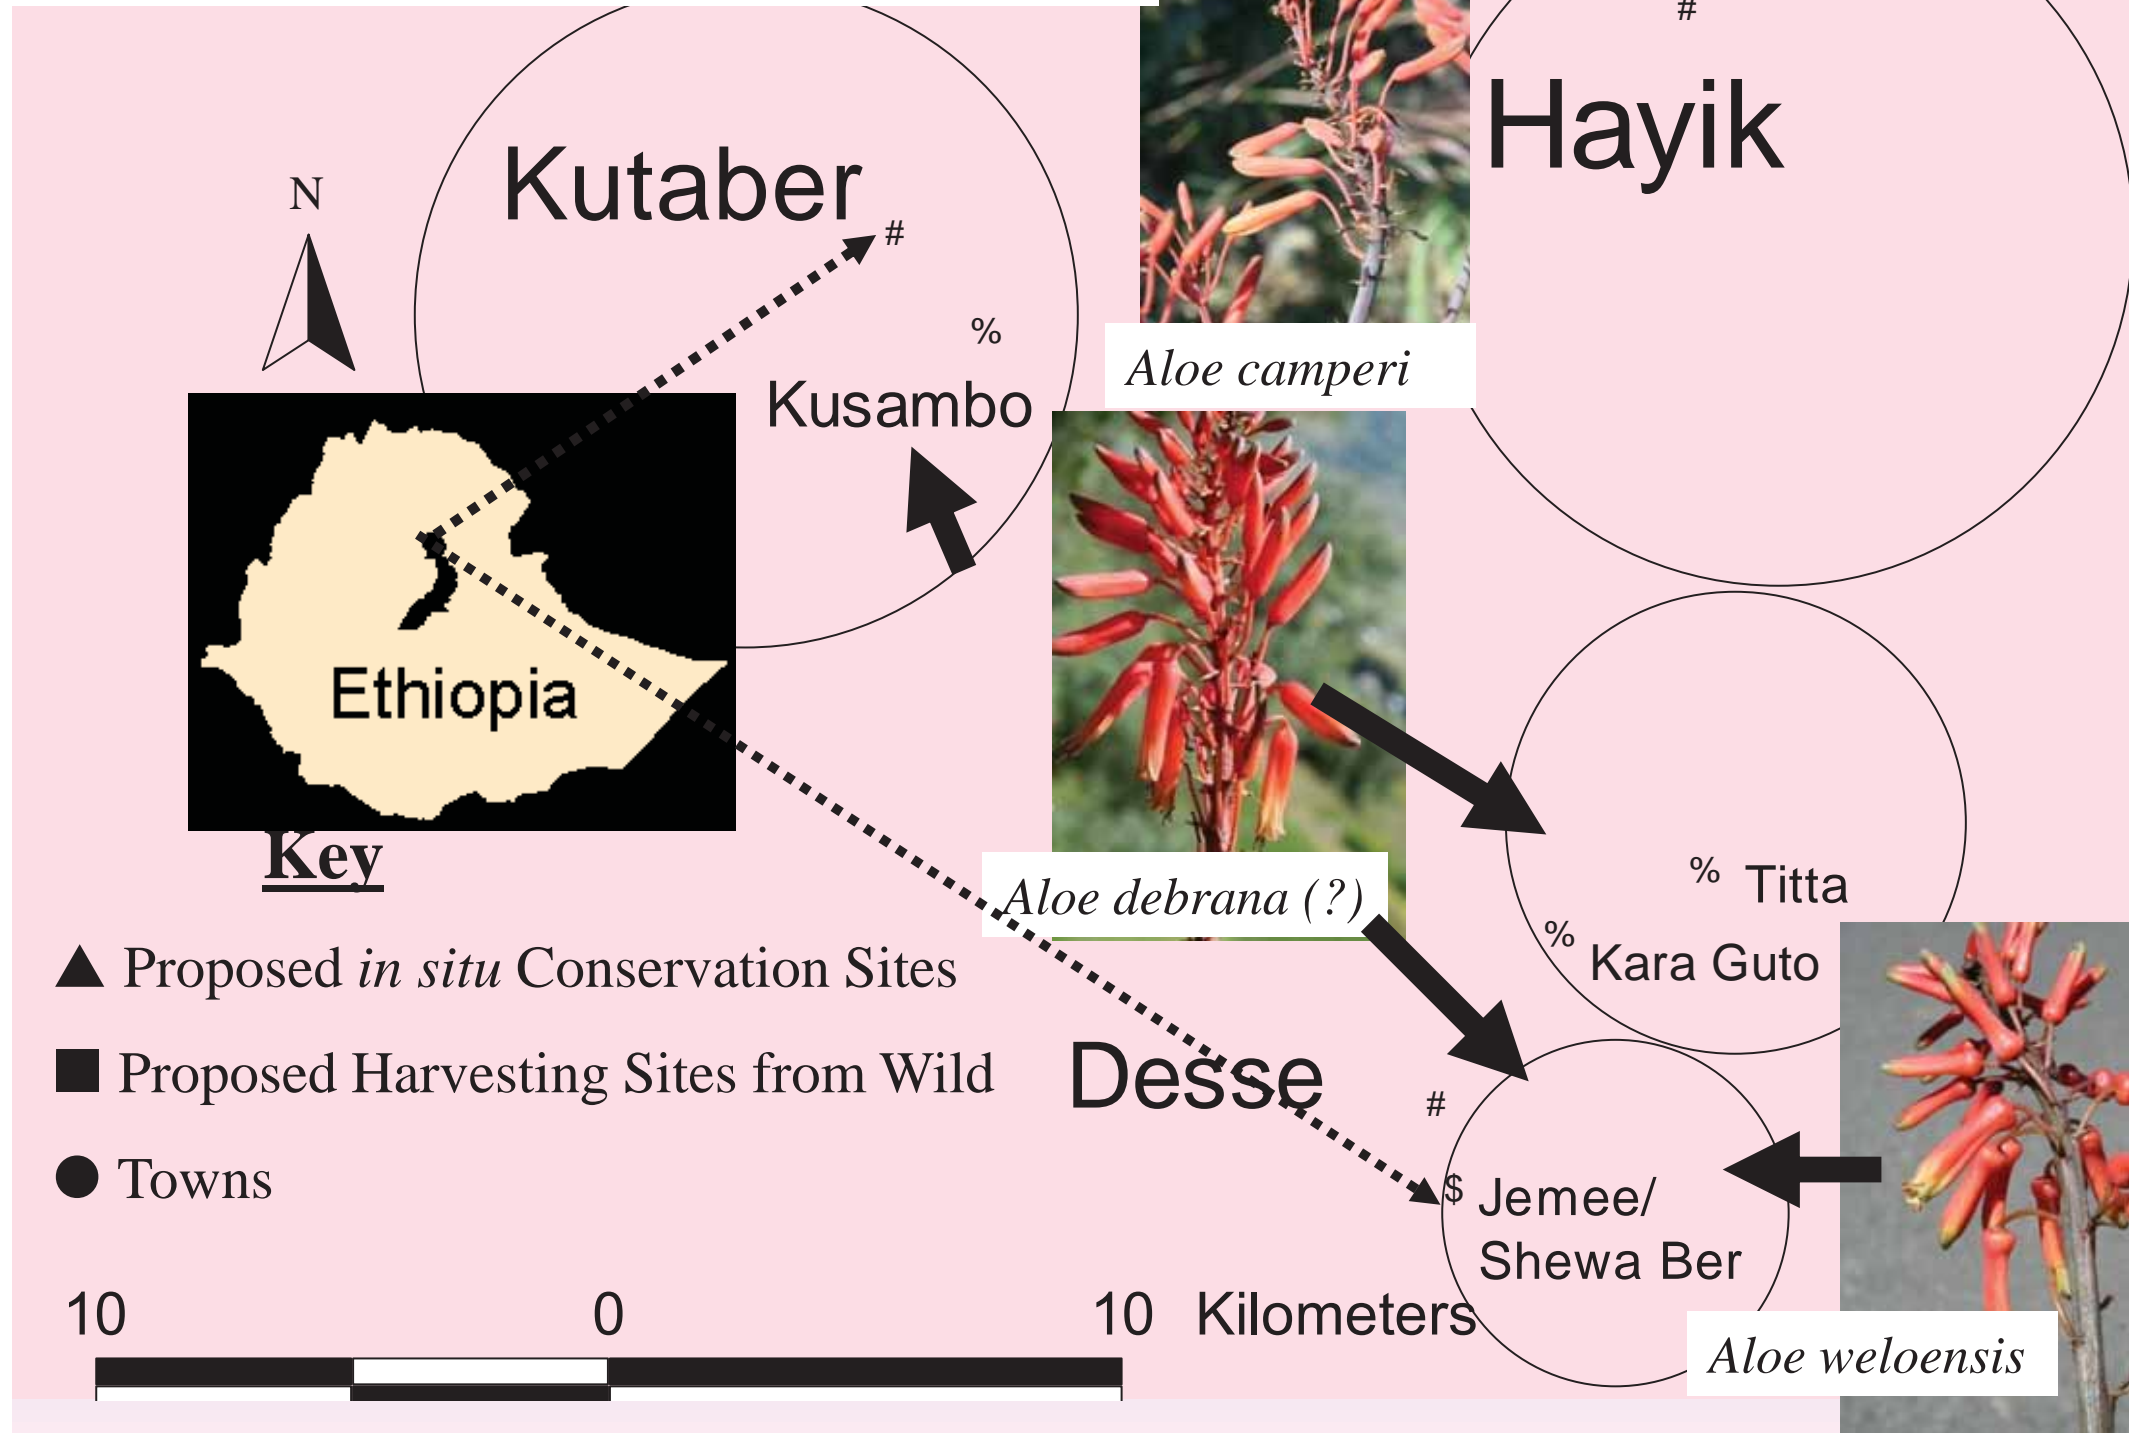 #
Hayik
Kutaber
#
N
%
Kusambo
Aloe camperi
Ethiopia
Key
Aloe debrana (?)
% Titta
% Kara Guto
▲ Proposed in situ Conservation Sites
■ Proposed Harvesting Sites from Wild
● Towns
Desse
#
$ Jemee/
Shewa Ber
10 0 10 Kilometers
Aloe weloensis